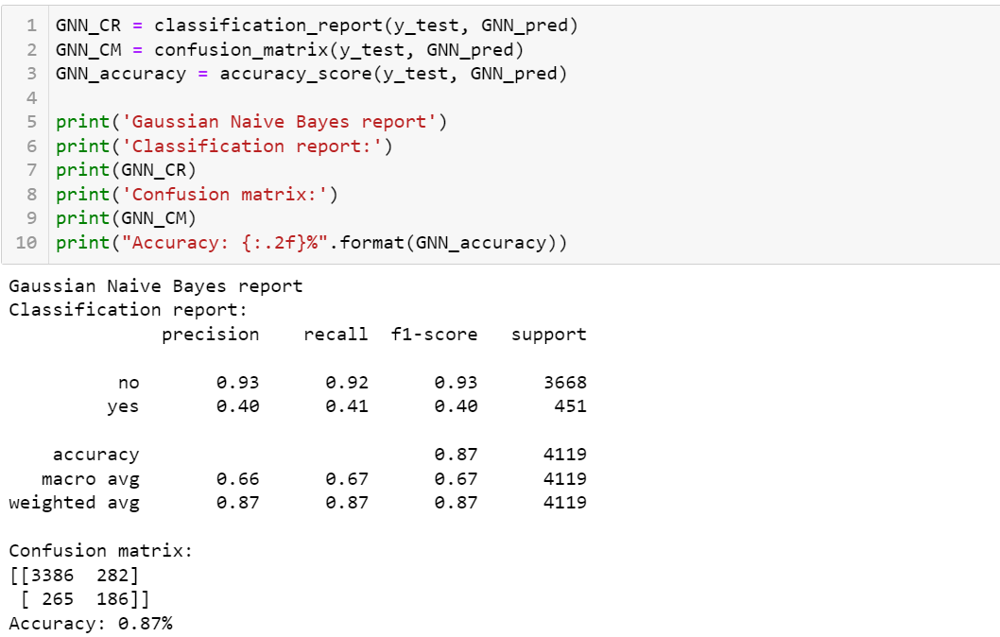 1 GNN_CR = classification_report(y_test, GNN_pred)
2 GNN_CM = confusion_matrix(y_test, GNN_pred)
3 GNN_accuracy = accuracy_score(y_test, GNN_pred)
4
5 print('Gaussian Naive Bayes report')
6 print('Classification report:')
7 print(GNN_CR)
8 print('Confusion matrix:')
9 print(GNN_CM)
10 print("Accuracy: {:.2f}%".format(GNN_accuracy))
Gaussian Naive Bayes report
Classification report:
precision recall f1-score support
no 0.93 0.92 0.93 3668
yes 0.40 0.41 0.40 451
accuracy 0.87 4119
macro avg 0.66 0.67 0.67 4119
weighted avg 0.87 0.87 0.87 4119
Confusion matrix:
[[3386 282]
[ 265 186]]
Accuracy: 0.87%